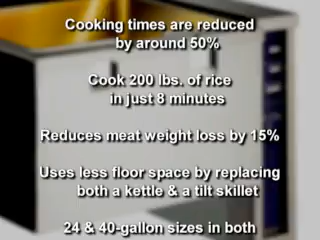 Cooking times are reduced
by around 50%
Cook 200 lbs. of rice
in just 8 minutes
Reduces meat weight loss by 15%
Uses less floor space by replacing
both a kettle & a tilt skillet
24 & 40-gallon sizes in both